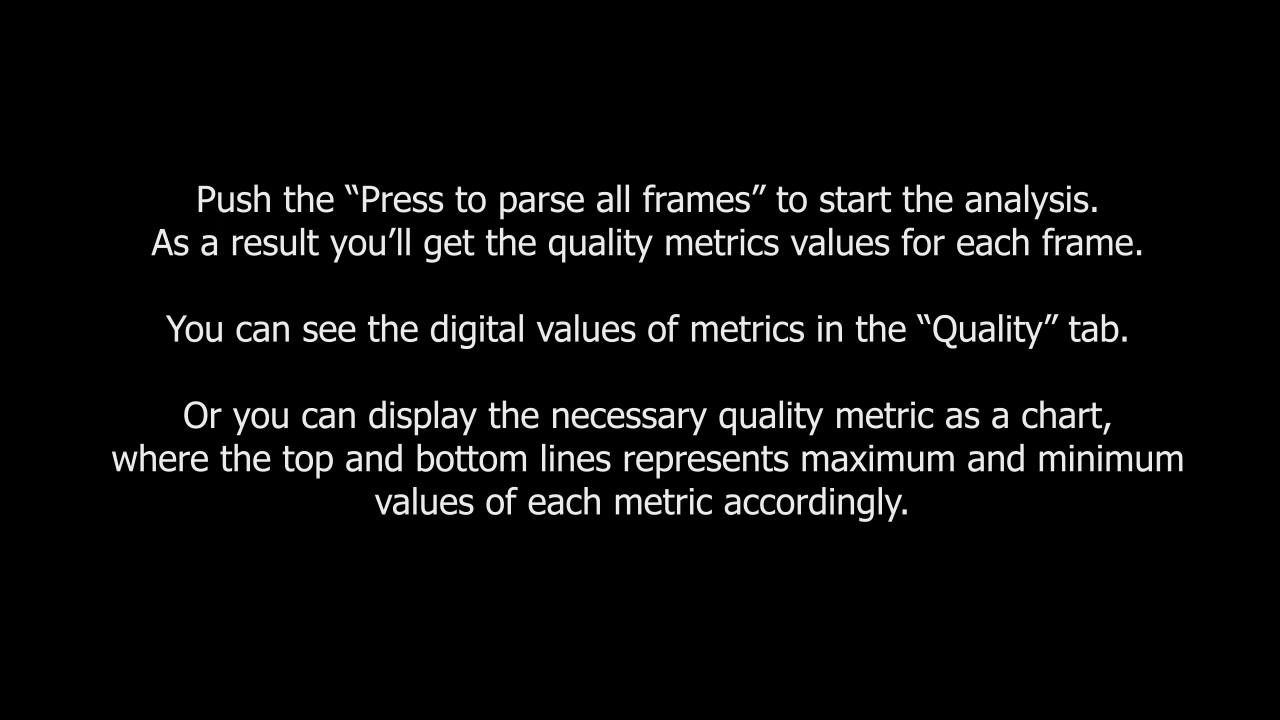 Push the “Press to parse all frames” to start the analysis.
As a result you’ll get the quality metrics values for each frame.
You can see the digital values of metrics in the “Quality” tab.
Or you can display the necessary quality metric as a chart,
where the top and bottom lines represents maximum and minimum
values of each metric accordingly.